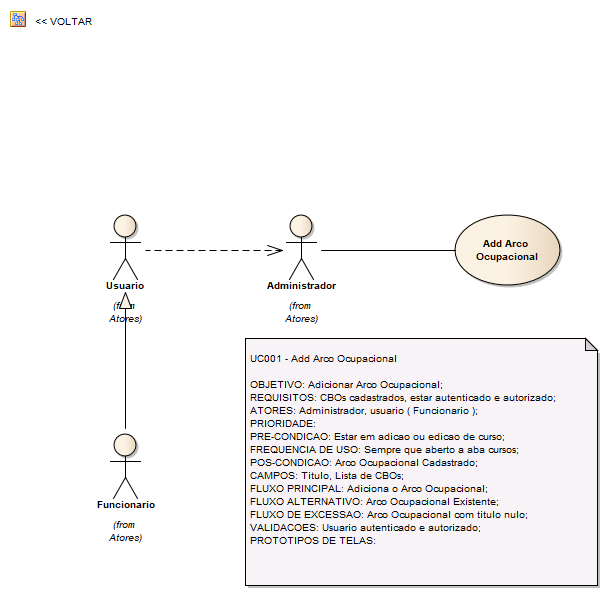 << VOLTAR
Add Arco
Ocupacional
Usuario
Administrador
(from
Atores)
(from
Atores)
UC001 - Add Arco Ocupacional
OBJETIVO: Adicionar Arco Ocupacional;
REQUISITOS: CBOs cadastrados, estar autenticado e autorizado;
ATORES: Administrador, usuario ( Funcionario );
PRIORIDADE:
PRE-CONDICAO: Estar em adicao ou edicao de curso;
FREQUENCIA DE USO: Sempre que aberto a aba cursos;
POS-CONDICAO: Arco Ocupacional Cadastrado;
CAMPOS: Titulo, Lista de CBOs;
FLUXO PRINCIPAL: Adiciona o Arco Ocupacional;
FLUXO ALTERNATIVO: Arco Ocupacional Existente;
FLUXO DE EXCESSAO: Arco Ocupacional com titulo nulo;
VALIDACOES: Usuario autenticado e autorizado;
PROTOTIPOS DE TELAS:
Funcionario
(from
Atores)